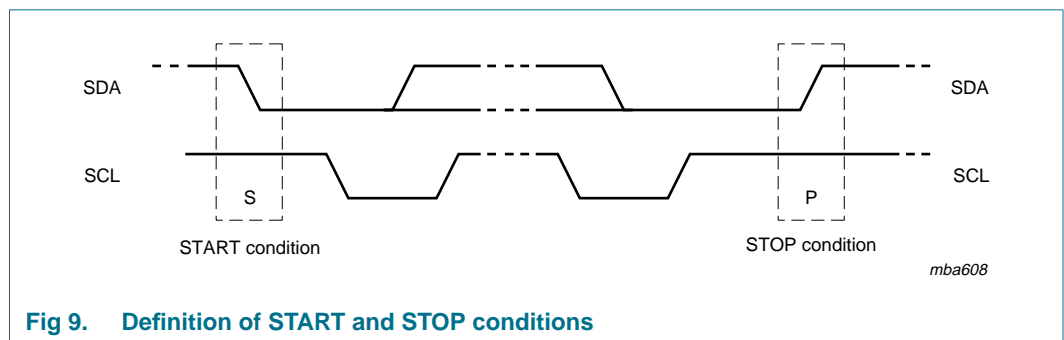 SDA SDA
SCL SCL
S P
START condition STOP condition
mba608
Fig 9. Definition of START and STOP conditions